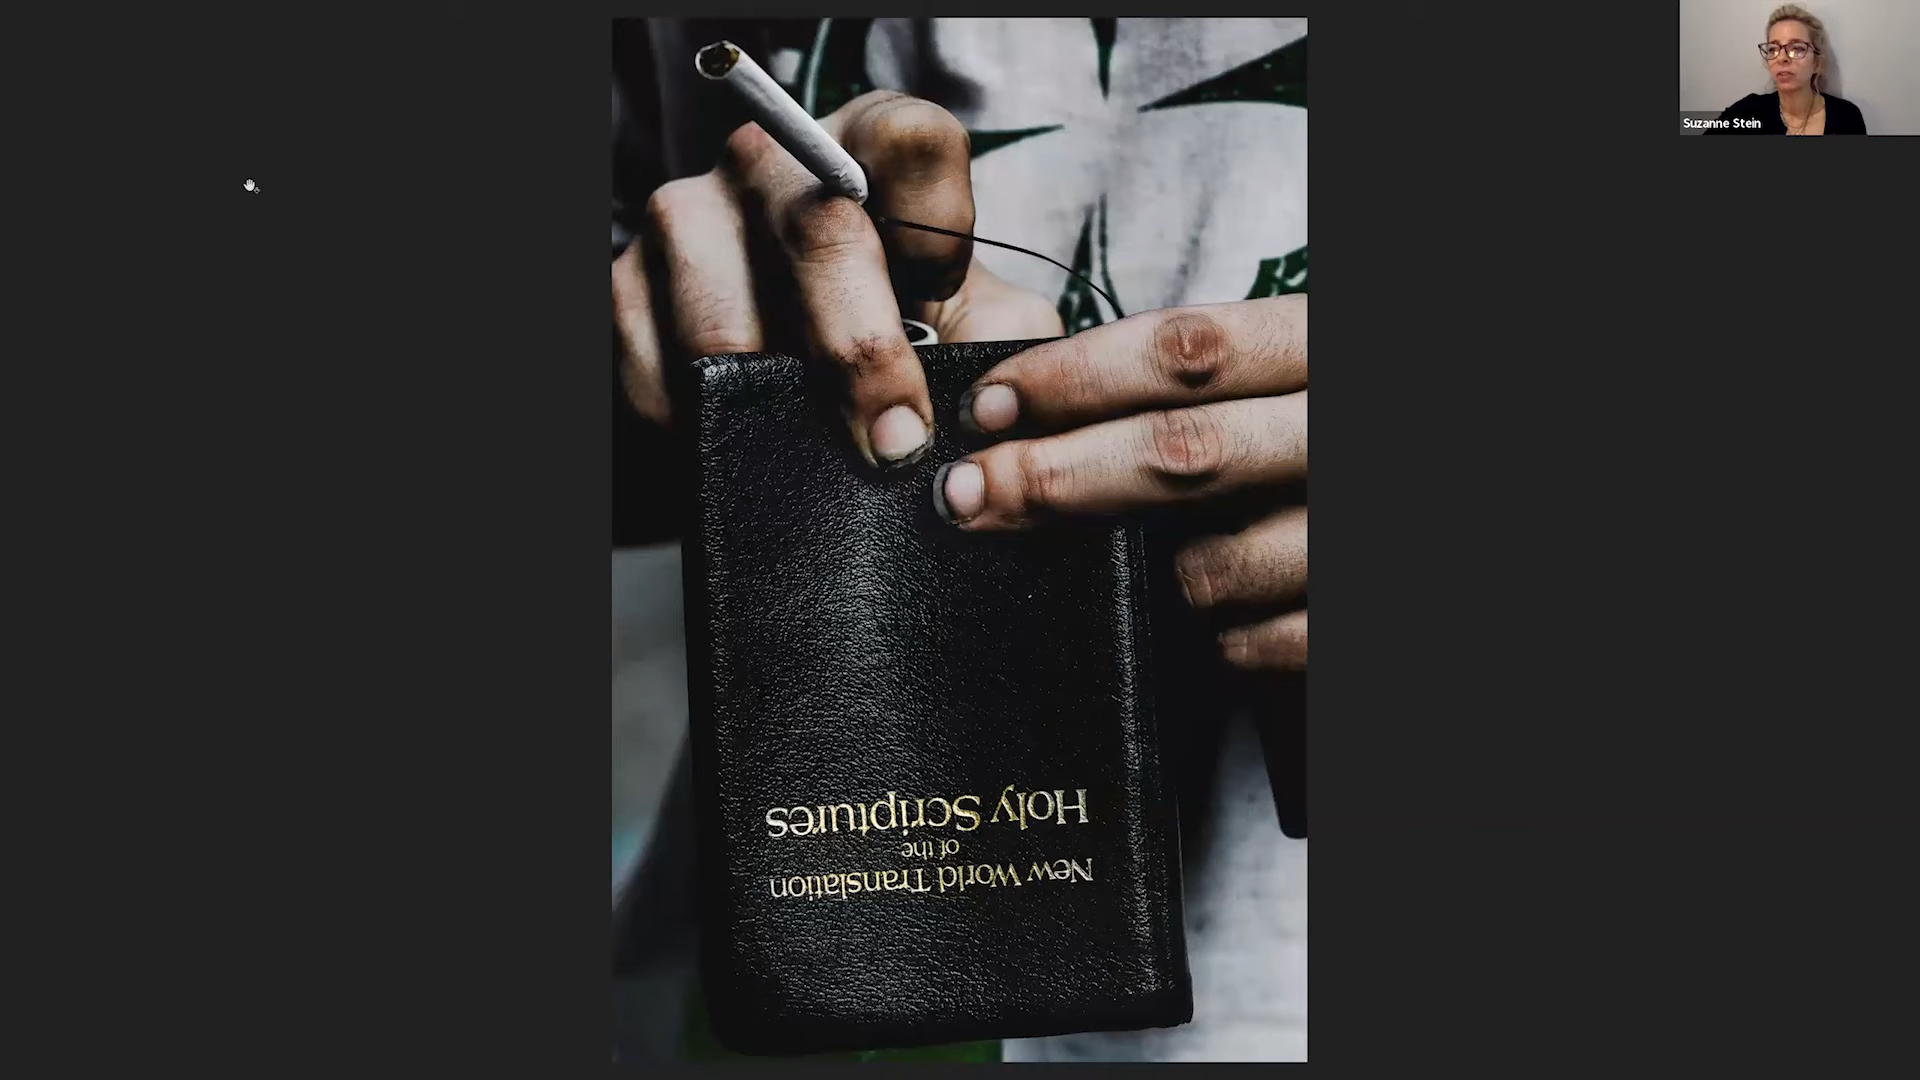 Suzanne Stein
New World Translation
of the
Holy Scriptures